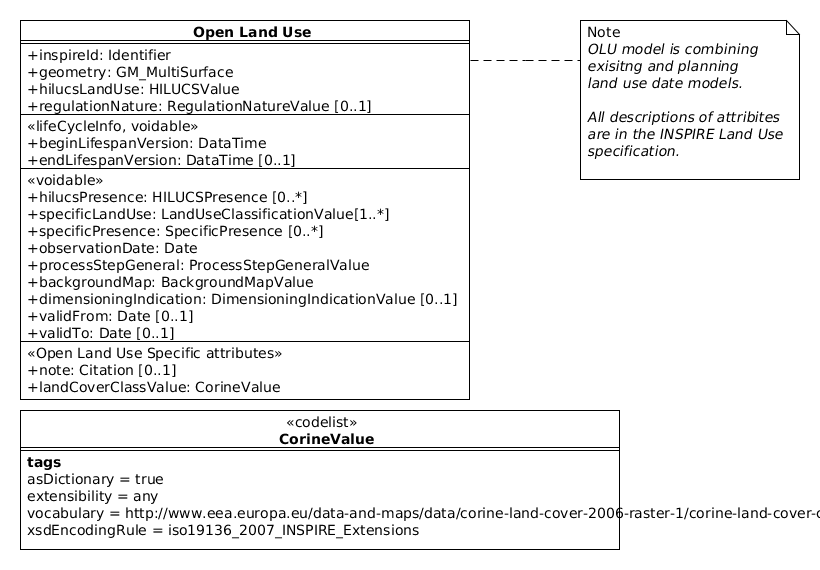 Open Land Use
+inspireId: Identifier
+geometry: GM_MultiSurface
+hilucsLandUse: HILUCSValue
+regulationNature: RegulationNatureValue [0..1]
«lifeCycleInfo, voidable»
+beginLifespanVersion: DataTime
+endLifespanVersion: DataTime [0..1]
«voidable»
+hilucsPresence: HILUCSPresence [0..*]
+specificLandUse: LandUseClassificationValue[1..*]
+specificPresence: SpecificPresence [0..*]
+observationDate: Date
+processStepGeneral: ProcessStepGeneralValue
+backgroundMap: BackgroundMapValue
+dimensioningIndication: DimensioningIndicationValue [0..1]
+validFrom: Date [0..1]
+validTo: Date [0..1]
«Open Land Use Specific attributes»
+note: Citation [0..1]
+landCoverClassValue: CorineValue
Note
OLU model is combining
exisitng and planning
land use date models.
All descriptions of attribites
are in the INSPIRE Land Use
specification.
«codelist»
CorineValue
tags
asDictionary = true
extensibility = any
vocabulary = http://www.eea.europa.eu/data-and-maps/data/corine-land-cover-2006-raster-1/corine-land-cover-c
xsdEncodingRule = iso19136_2007_INSPIRE_Extensions